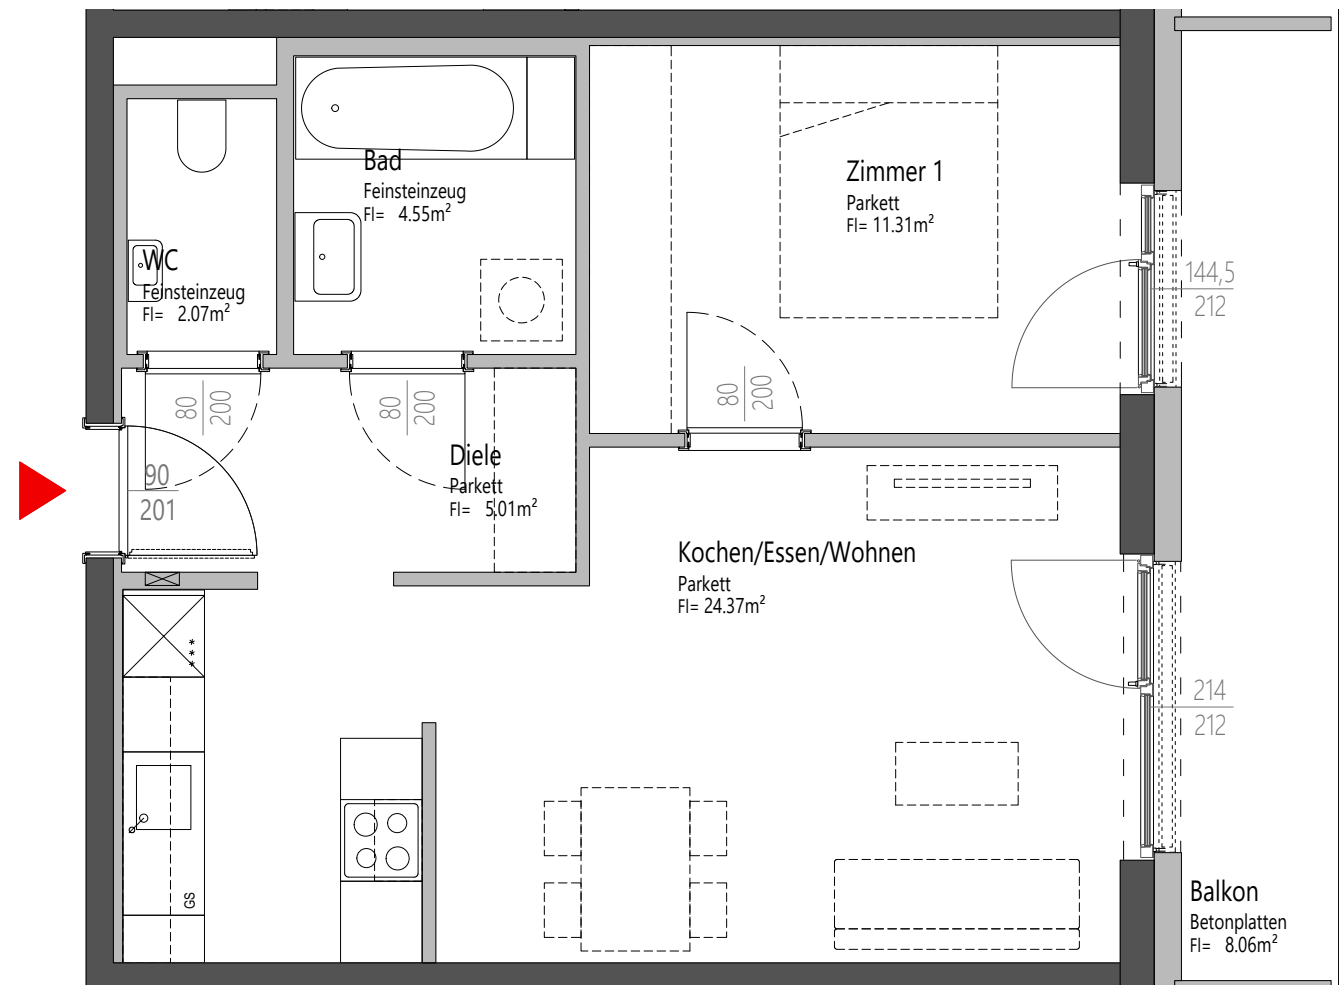 Bad
Feinsteinzeug
Fl= 4.55m²
Zimmer 1
Parkett
Fl= 11.31m²
WC
Feinsteinzeug
Fl= 2.07m²
144,5
212
80
200
80
200
80
200
90
201
Diele
Parkett
Fl= 5.01m²
Kochen/Essen/Wohnen
Parkett
Fl= 24.37m²
***
214
212
GS
Balkon
Betonplatten
Fl= 8.06m²